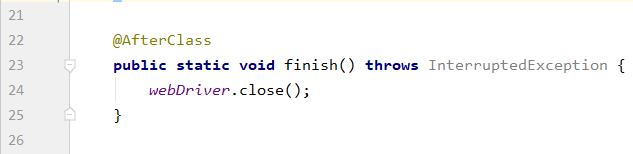 21
22 @AfterClass
23 public static void finish() throws InterruptedException {
24 webDriver.close();
25 }
26